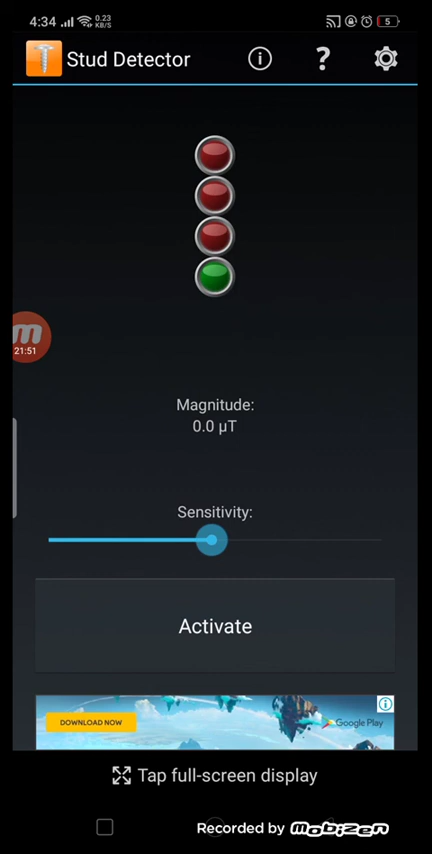 4:34
0.23
KB/S
5
Stud Detector
21:51
Magnitude:
0.0 µT
Sensitivity:
Activate
DOWNLOAD NOW
Google Play
Tap full-screen display
Recorded by Mobizen